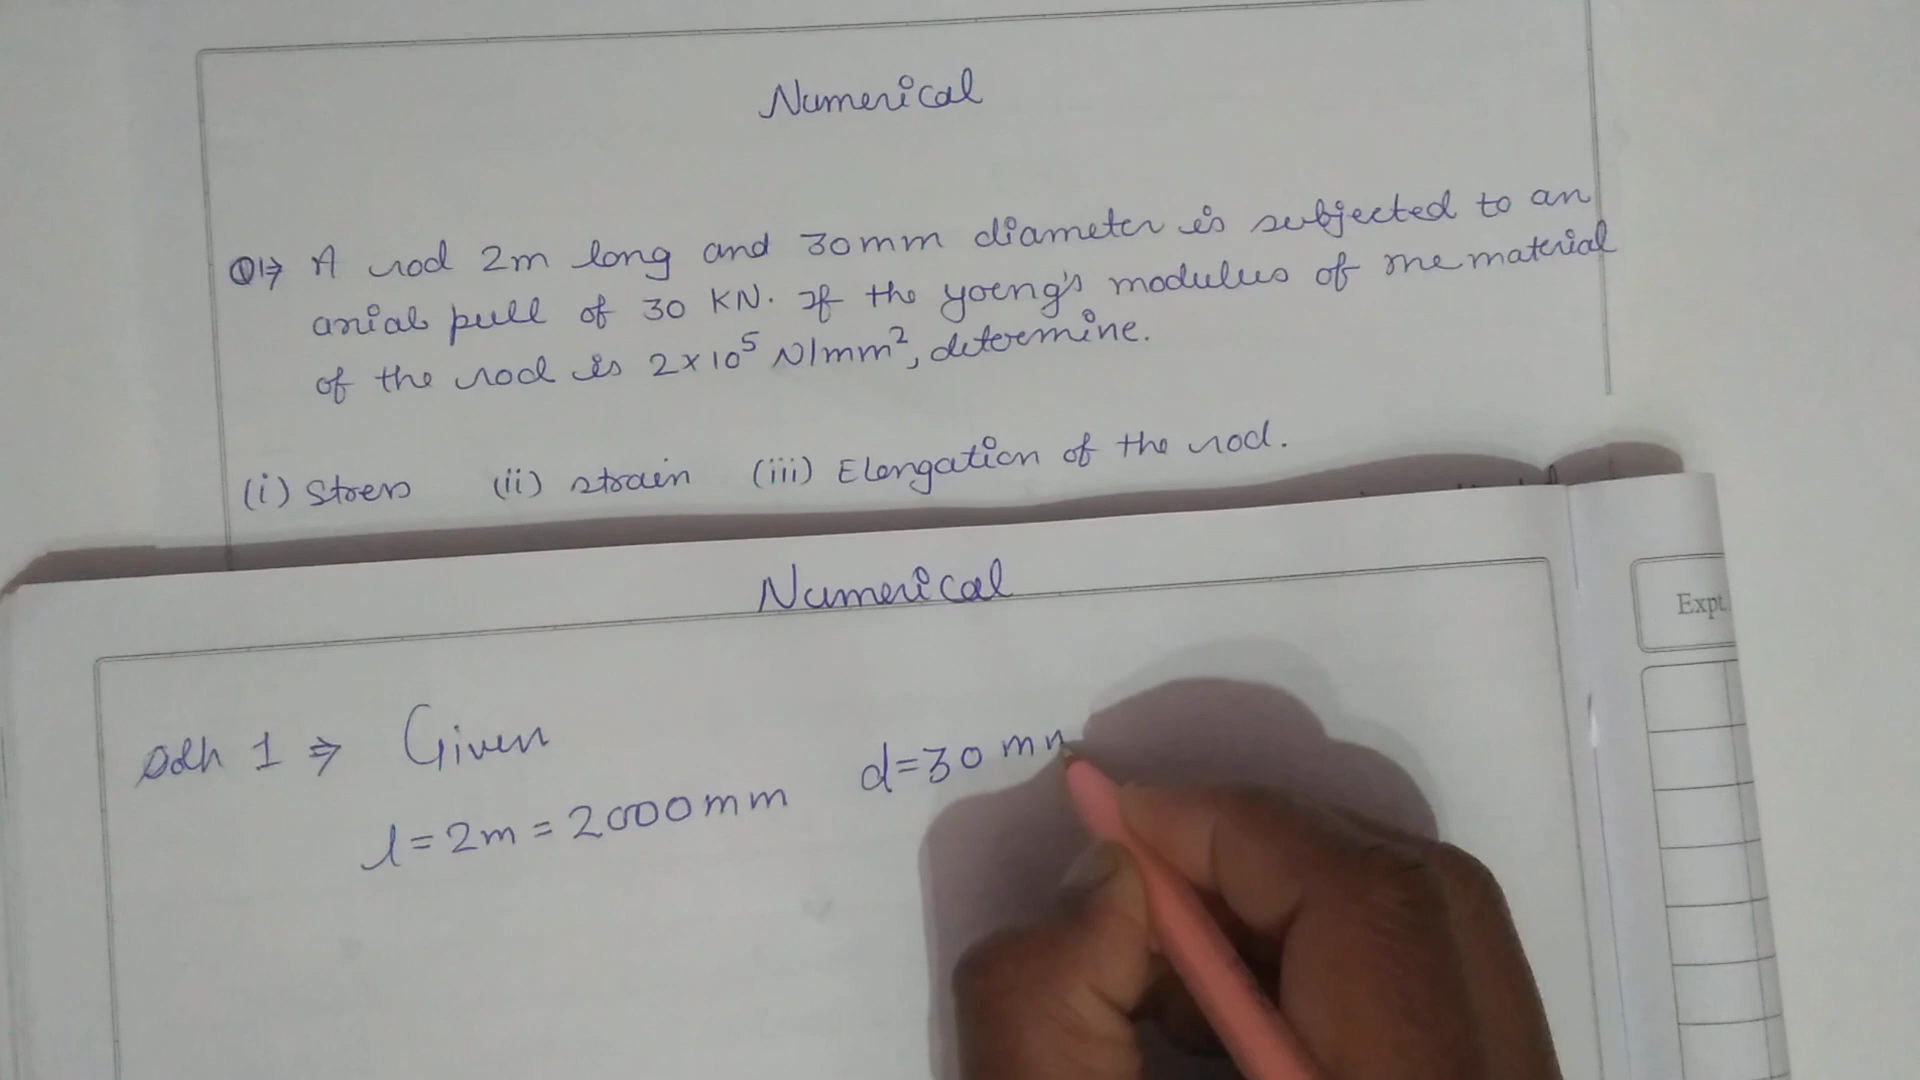 Numerical
Q1⇒ A rod 2m long and 30mm diameter is subjected to an
axial pull of 30 KN. If the young's modulus of the material
of the rod is 2×10⁵ N/mm², determine.
(i) Stress (ii) strain (iii) Elongation of the rod.
Numerical
Expt.
Soln 1 ⇒ Given
l=2m = 2000mm d=30 mm